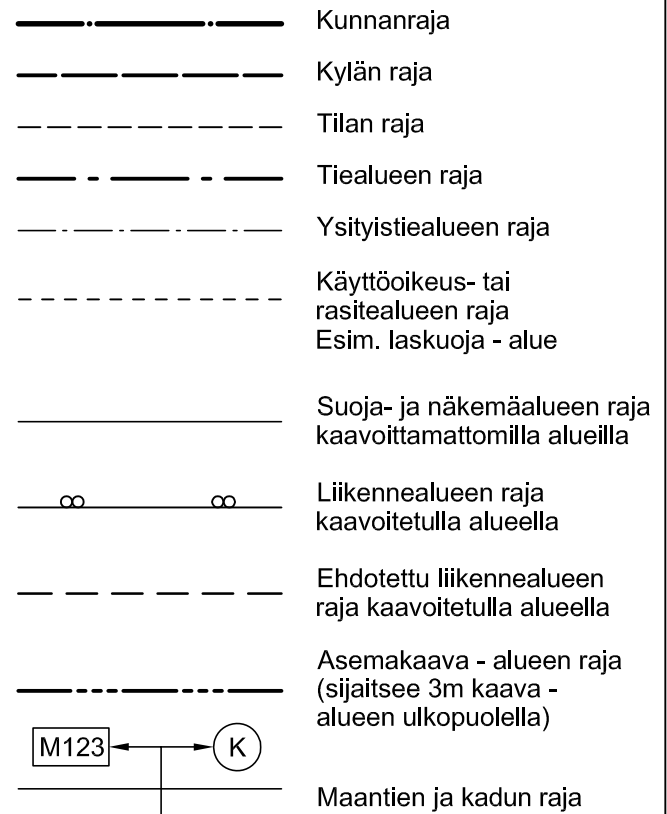 Kunnanraja
Kylän raja
Tilan raja
Tiealueen raja
Ysityistiealueen raja
Käyttöoikeus- tai
rasitealueen raja
Esim. laskuoja - alue
Suoja- ja näkemäalueen raja
kaavoittamattomilla alueilla
Liikennealueen raja
kaavoitetulla alueella
Ehdotettu liikennealueen
raja kaavoitetulla alueella
Asemakaava - alueen raja
(sijaitsee 3m kaava -
alueen ulkopuolella)
M123 K
Maantien ja kadun raja